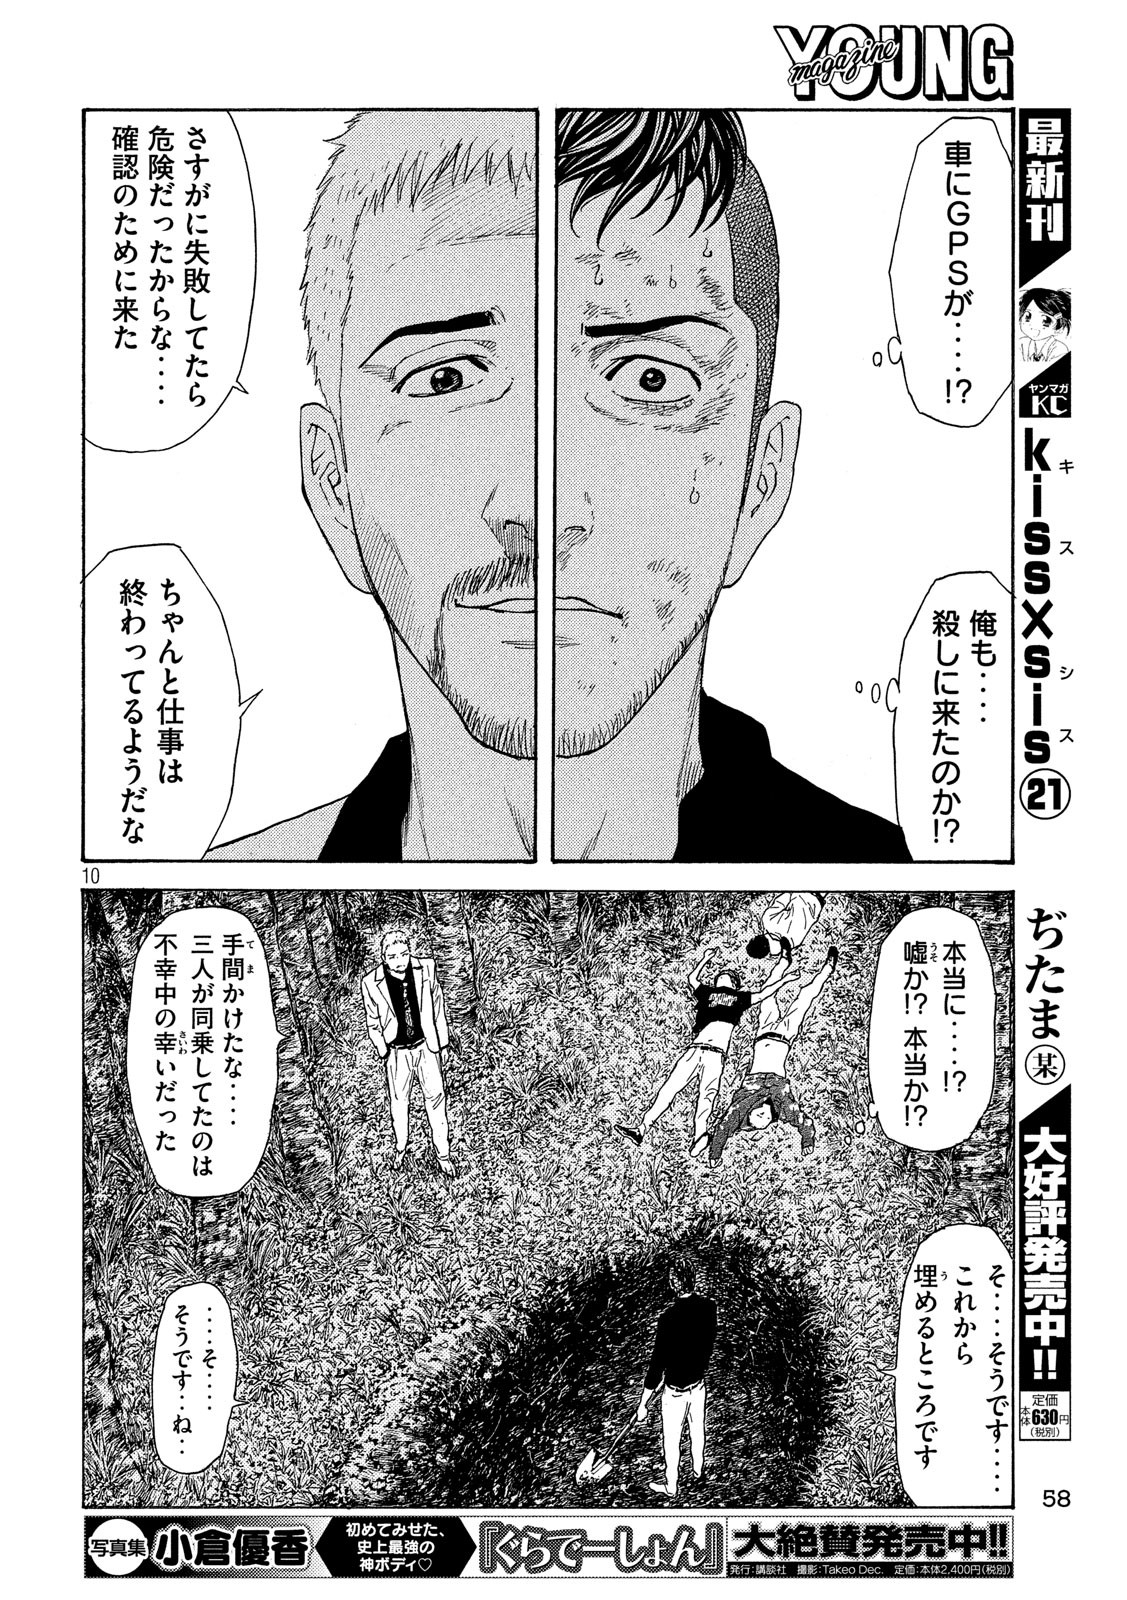 YOUNG
magazine
車にGPSが‥‥!?
俺も‥‥
殺しに来たのか!?
さすがに失敗してたら
危険だったからな‥‥
確認のために来た
ちゃんと仕事は
終わってるようだな
10
本当に‥‥!?
嘘か!? 本当か!?
うそ
そ‥‥そうです‥‥
これから
埋めるところです
う
手間かけたな‥‥
てま
三人が同乗してたのは
不幸中の幸いだった
さいわ
‥‥そ‥‥
そうです‥ね‥
最新刊
ヤンマガ
KC
kiss×sis
キスシス
21
ぢたま(某)
大好評発売中!!
定価
本体630円
(税別)
58
写真集
小倉優香
初めてみせた、
史上最強の
神ボディ♡
『ぐらでーしょん』
大絶賛発売中!!
発行:講談社 撮影:Takeo Dec. 定価:本体2,400円(税別)